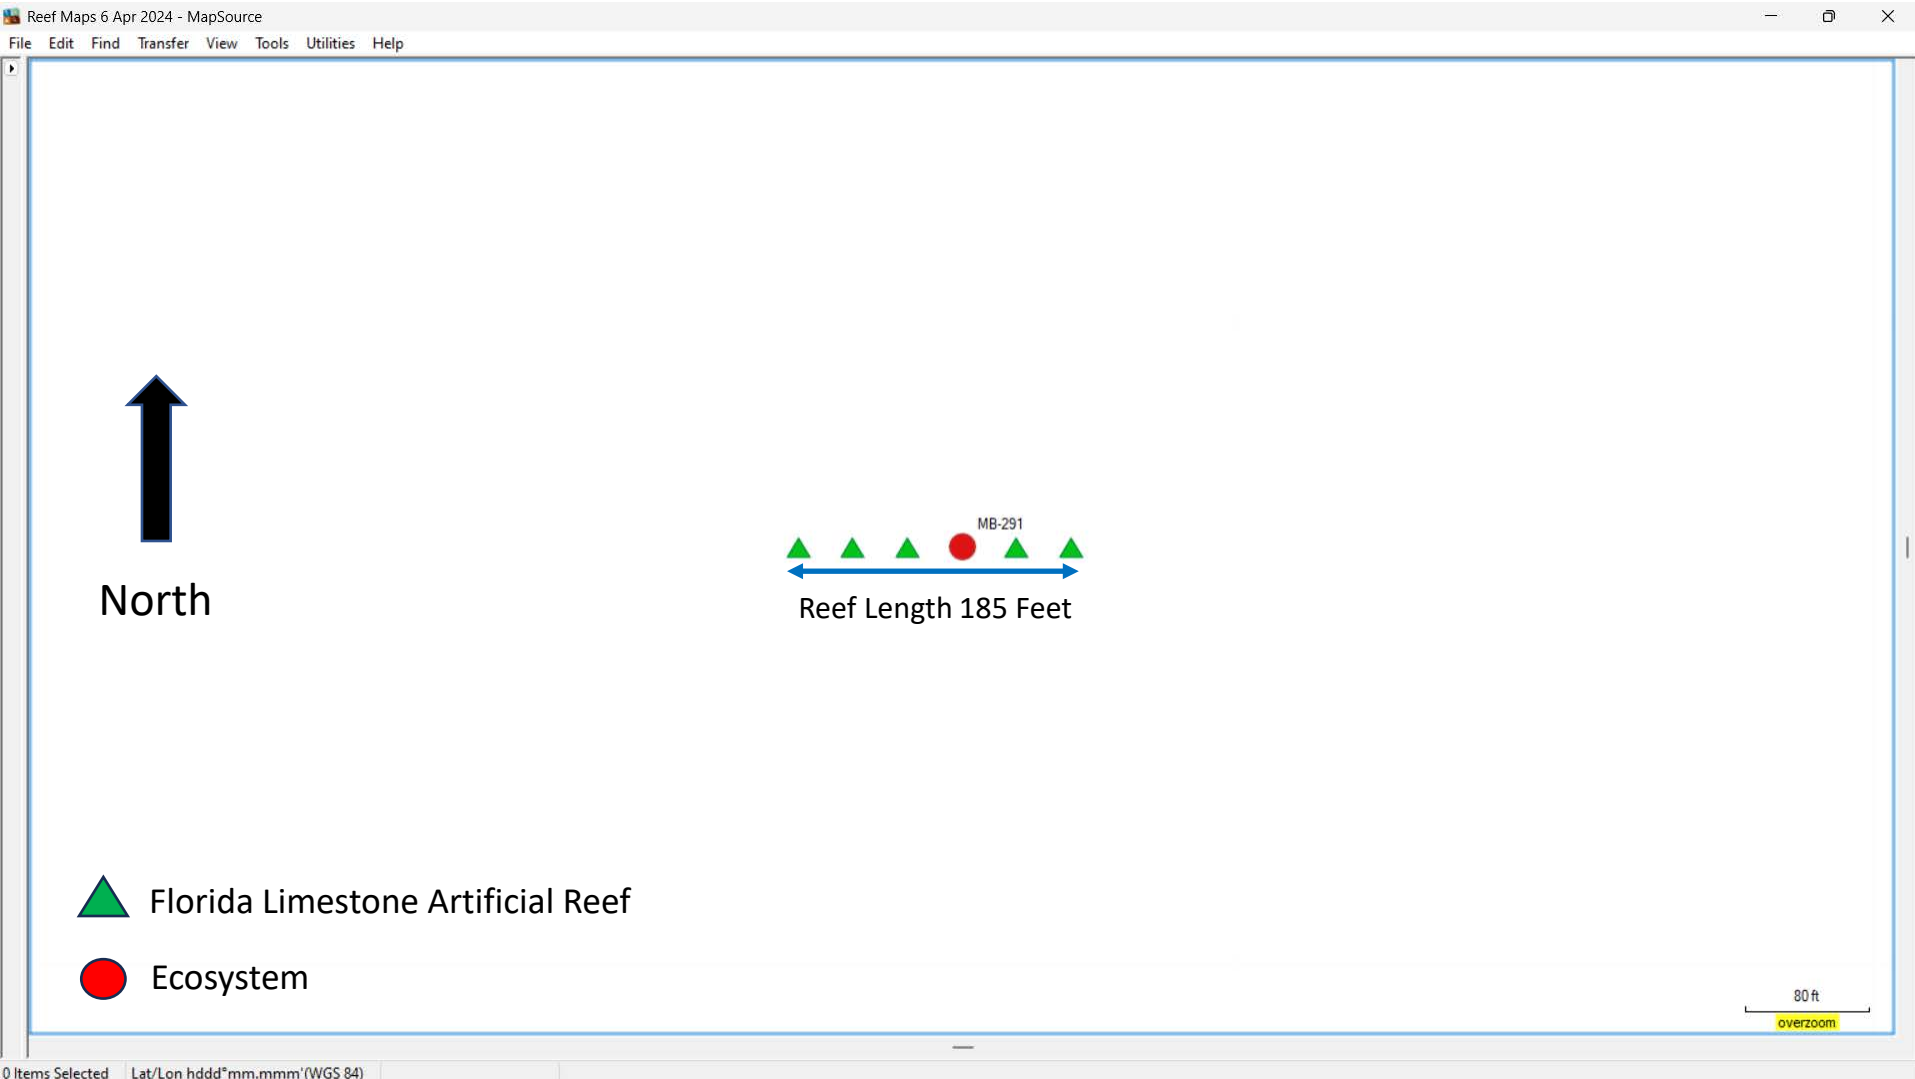 Reef Maps 6 Apr 2024 - MapSource
File Edit Find Transfer View Tools Utilities Help
MB-291
Reef Length 185 Feet
North
Florida Limestone Artificial Reef
Ecosystem
80 ft
overzoom
0 Items Selected Lat/Lon hddd°mm.mmm'(WGS 84)